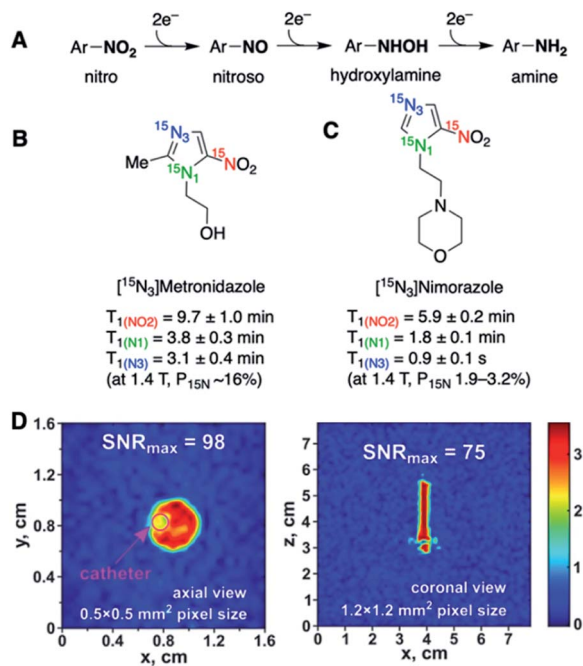 A
2e⁻ 2e⁻ 2e⁻
Ar–NO₂ Ar–NO Ar–NHOH Ar–NH₂
nitro nitroso hydroxylamine amine
B
¹⁵N3
¹⁵NO₂
Me
¹⁵N1
OH
[¹⁵N₃]Metronidazole
T₁(NO2) = 9.7 ± 1.0 min
T₁(N1) = 3.8 ± 0.3 min
T₁(N3) = 3.1 ± 0.4 min
(at 1.4 T, P₁₅N ~16%)
C
¹⁵N3
¹⁵NO₂
¹⁵N1
N
O
[¹⁵N₃]Nimorazole
T₁(NO2) = 5.9 ± 0.2 min
T₁(N1) = 1.8 ± 0.1 min
T₁(N3) = 0.9 ± 0.1 s
(at 1.4 T, P₁₅N 1.9–3.2%)
D
SNRmax = 98
catheter
axial view
0.5×0.5 mm² pixel size
y, cm
1.6
1.2
0.8
0.4
0
0 0.4 0.8 1.2 1.6
x, cm
SNRmax = 75
coronal view
1.2×1.2 mm² pixel size
z, cm
7
6
5
4
3
2
1
0
0 1 2 3 4 5 6 7
x, cm
3
2
1
0